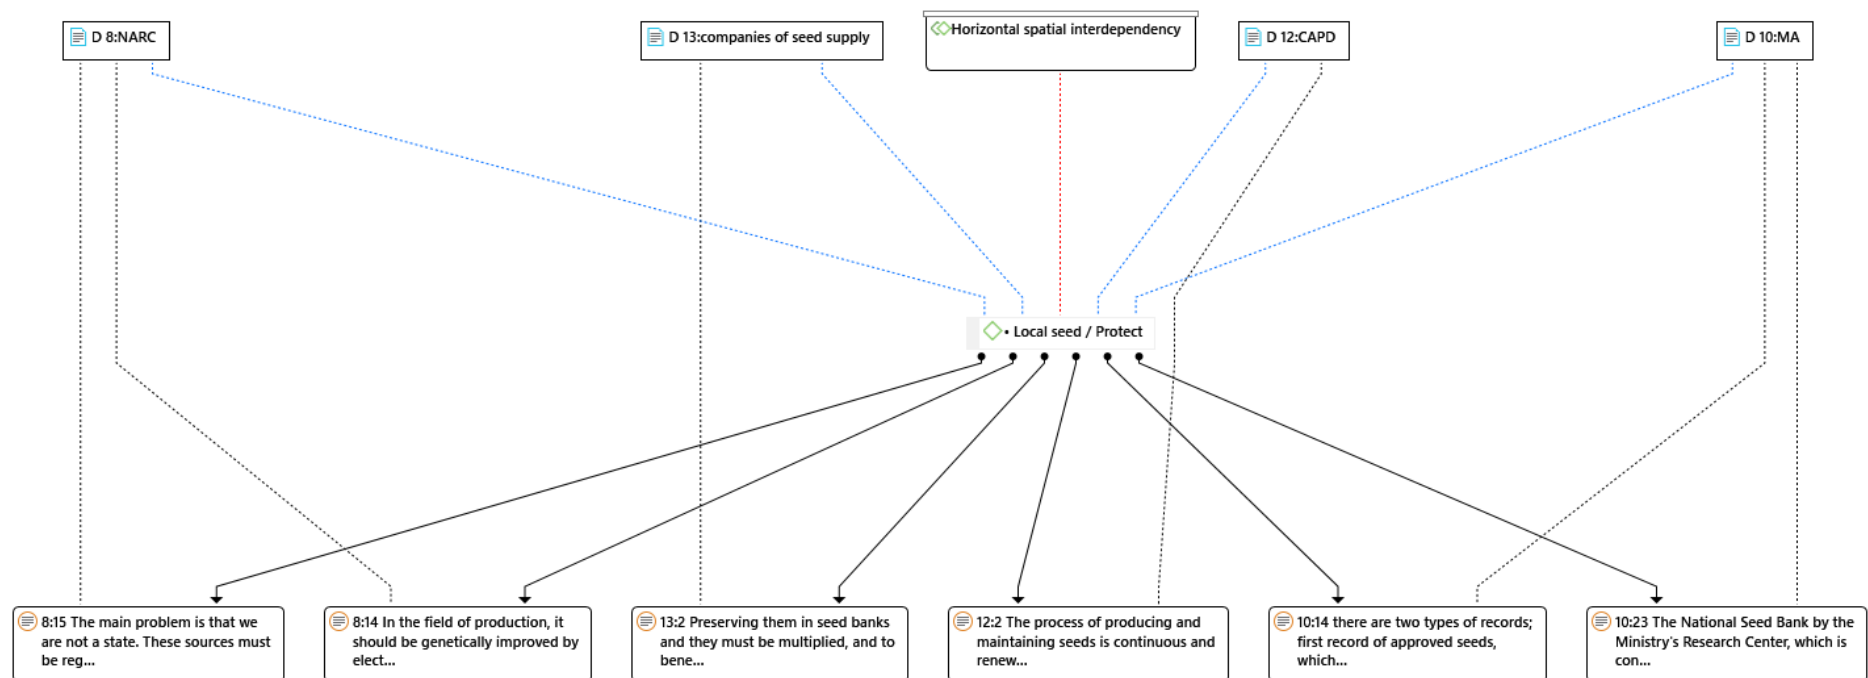 D 8:NARC
D 13:companies of seed supply
Horizontal spatial interdependency
D 12:CAPD
D 10:MA
• Local seed / Protect
8:15 The main problem is that we
are not a state. These sources must
be reg...
8:14 In the field of production, it
should be genetically improved by
elect...
13:2 Preserving them in seed banks
and they must be multiplied, and to
bene...
12:2 The process of producing and
maintaining seeds is continuous and
renew...
10:14 there are two types of records;
first record of approved seeds,
which...
10:23 The National Seed Bank by the
Ministry's Research Center, which is
con...